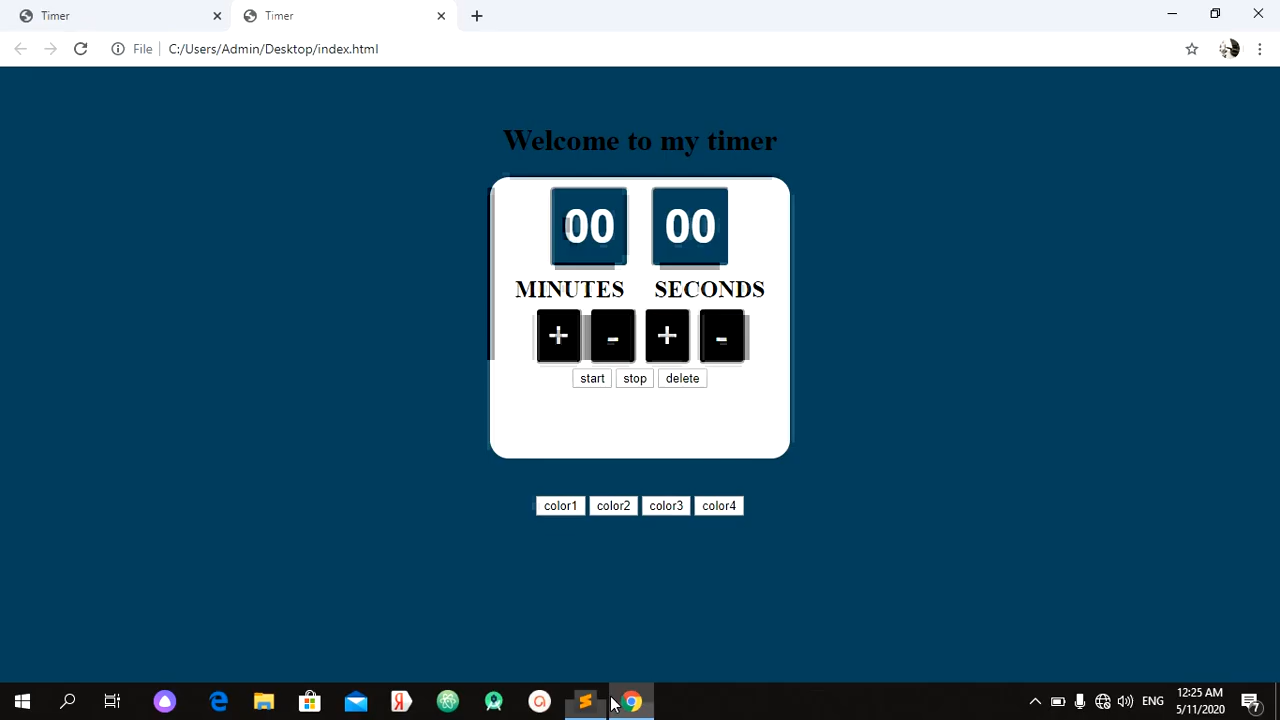 Timer
Timer
File
C:/Users/Admin/Desktop/index.html
Welcome to my timer
00 00
MINUTES SECONDS
+ - + -
start stop delete
color1 color2 color3 color4
ENG
12:25 AM
5/11/2020
7